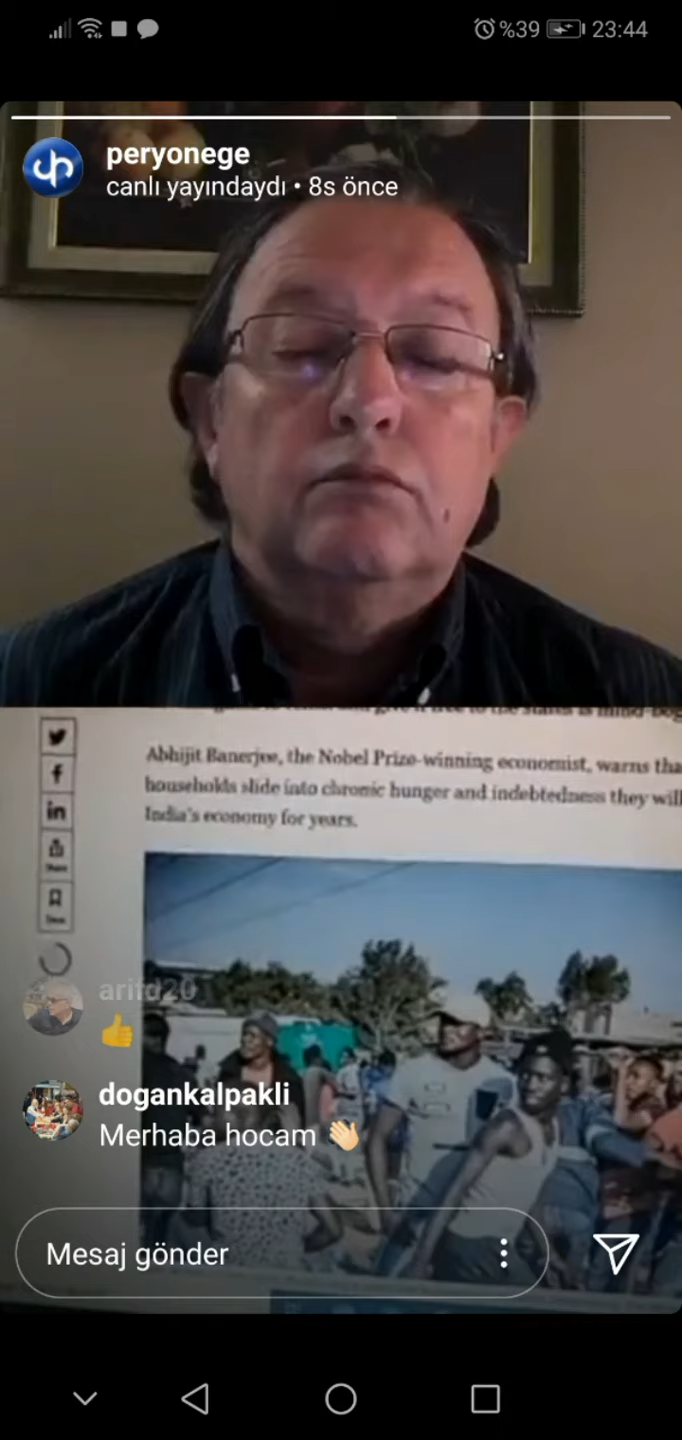 %39 23:44
peryonege
canlı yayındaydı • 8s önce
Abhijit Banerjee, the Nobel Prize-winning economist, warns tha
households slide into chronic hunger and indebtedness they will
India's economy for years.
arifd20
👍
dogankalpakli
Merhaba hocam 👋🏻
Mesaj gönder